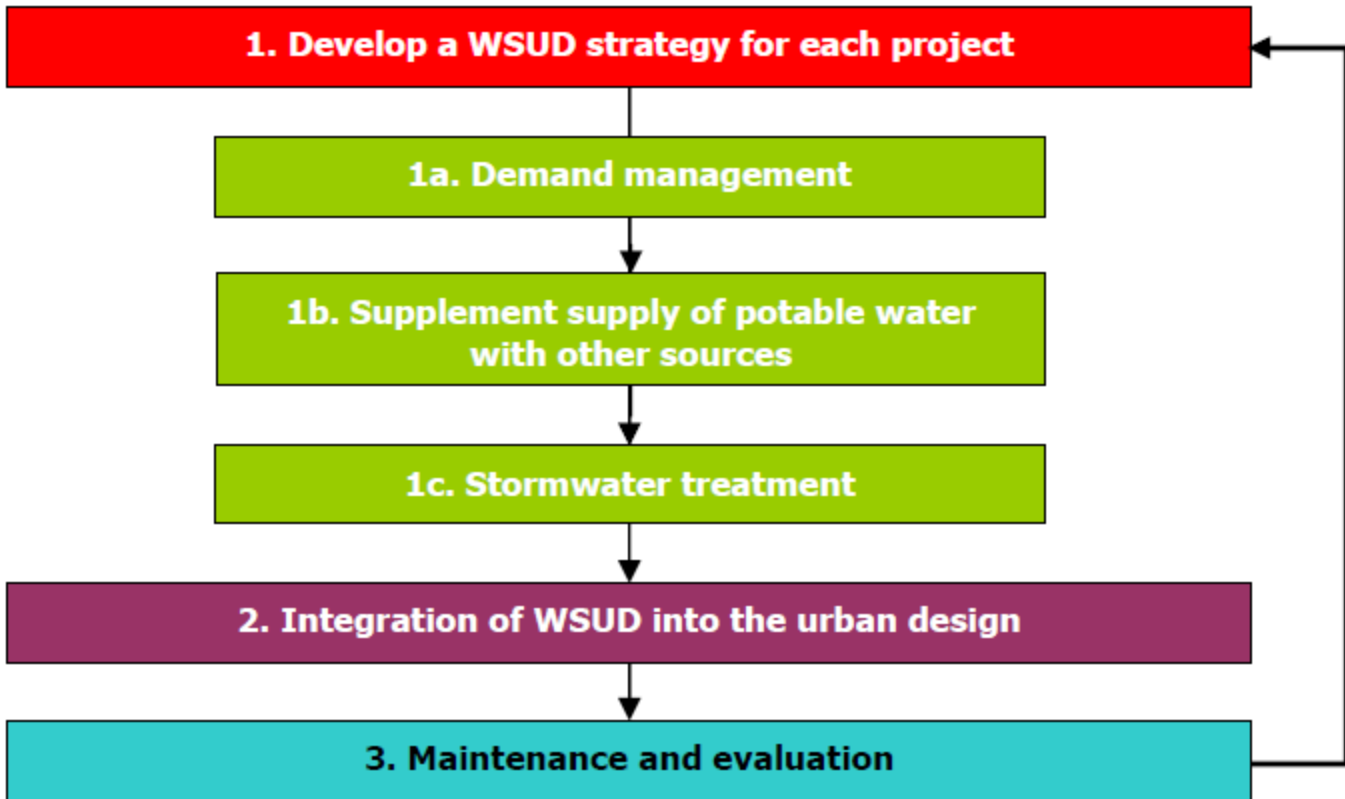 1. Develop a WSUD strategy for each project
1a. Demand management
1b. Supplement supply of potable water
with other sources
1c. Stormwater treatment
2. Integration of WSUD into the urban design
3. Maintenance and evaluation